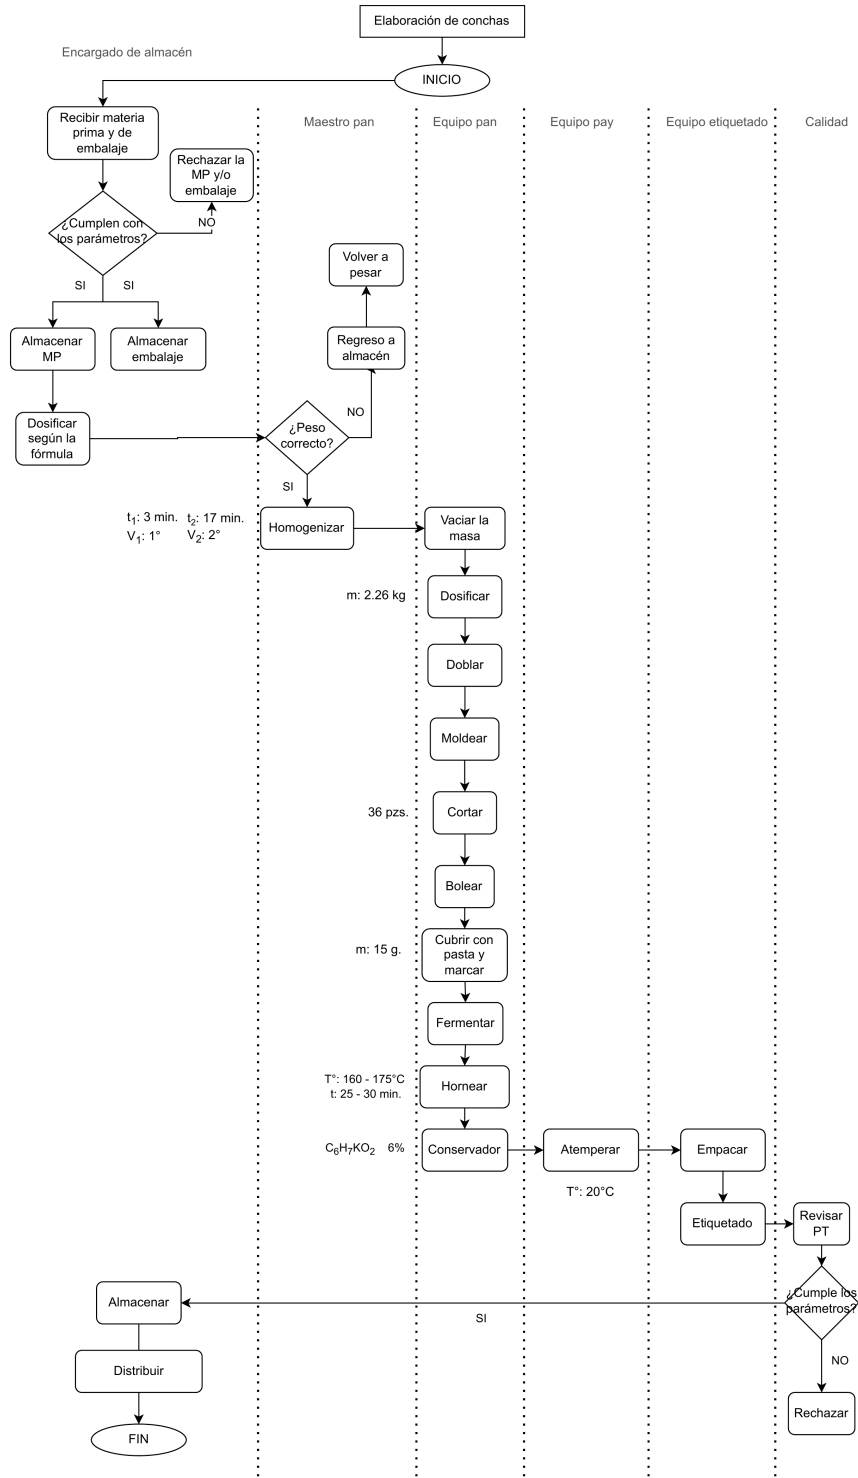 Elaboración de conchas
Encargado de almacén
INICIO
Maestro pan
Equipo pan
Equipo pay
Equipo etiquetado
Calidad
Recibir materia
prima y de
embalaje
Rechazar la
MP y/o
embalaje
¿Cumplen con
los parámetros?
NO
SI
SI
Volver a
pesar
Almacenar
MP
Almacenar
embalaje
Regreso a
almacén
Dosificar
según la
fórmula
¿Peso
correcto?
NO
SI
t₁: 3 min. t₂: 17 min.
V₁: 1° V₂: 2°
Homogenizar
Vaciar la
masa
m: 2.26 kg
Dosificar
Doblar
Moldear
36 pzs.
Cortar
Bolear
m: 15 g.
Cubrir con
pasta y
marcar
Fermentar
T°: 160 - 175°C
t: 25 - 30 min.
Hornear
C₆H₇KO₂ 6%
Conservador
Atemperar
T°: 20°C
Empacar
Etiquetado
Revisar
PT
¿Cumple los
parámetros?
SI
NO
Rechazar
Almacenar
Distribuir
FIN